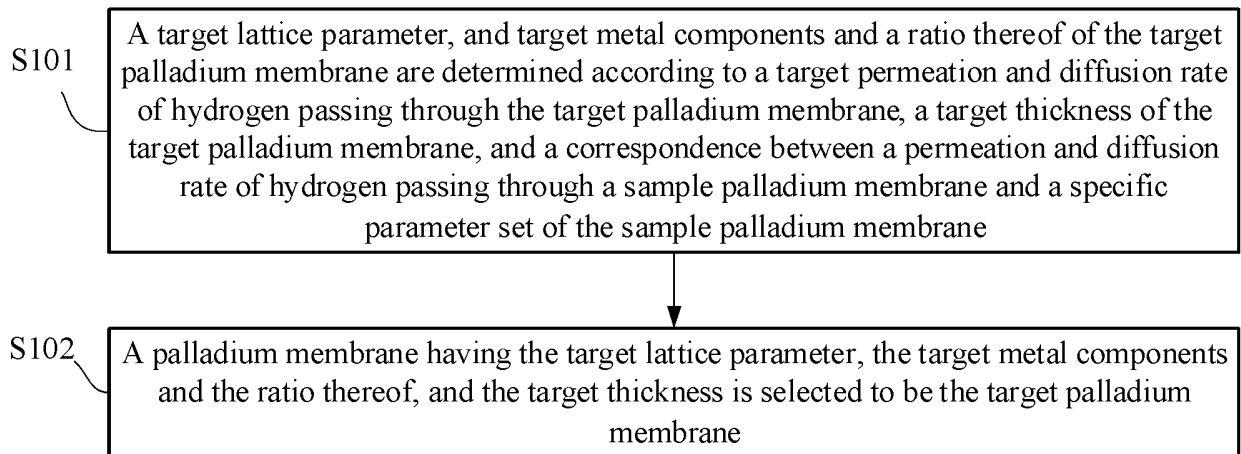 S101
A target lattice parameter, and target metal components and a ratio thereof of the target
palladium membrane are determined according to a target permeation and diffusion rate
of hydrogen passing through the target palladium membrane, a target thickness of the
target palladium membrane, and a correspondence between a permeation and diffusion
rate of hydrogen passing through a sample palladium membrane and a specific
parameter set of the sample palladium membrane
S102
A palladium membrane having the target lattice parameter, the target metal components
and the ratio thereof, and the target thickness is selected to be the target palladium
membrane